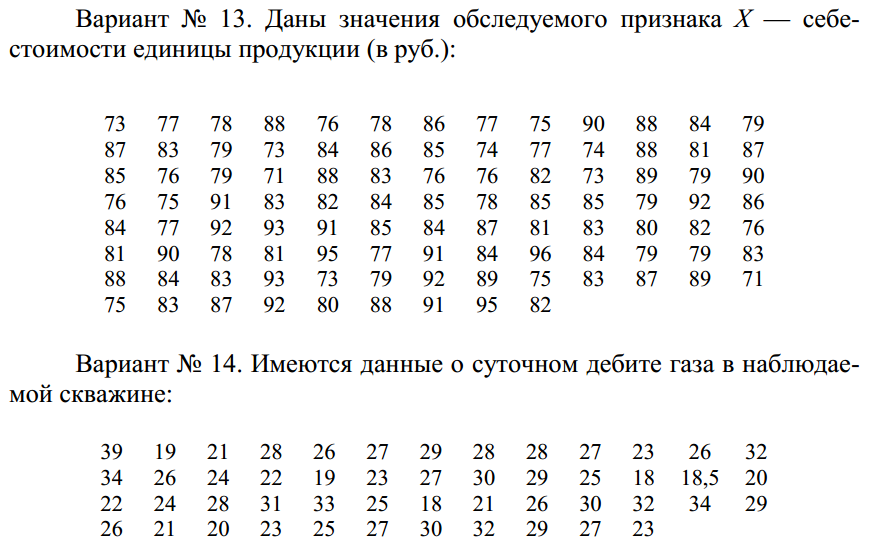 Вариант № 13. Даны значения обследуемого признака X — себе-
стоимости единицы продукции (в руб.):
73 77 78 88 76 78 86 77 75 90 88 84 79
87 83 79 73 84 86 85 74 77 74 88 81 87
85 76 79 71 88 83 76 76 82 73 89 79 90
76 75 91 83 82 84 85 78 85 85 79 92 86
84 77 92 93 91 85 84 87 81 83 80 82 76
81 90 78 81 95 77 91 84 96 84 79 79 83
88 84 83 93 73 79 92 89 75 83 87 89 71
75 83 87 92 80 88 91 95 82
Вариант № 14. Имеются данные о суточном дебите газа в наблюдае-
мой скважине:
39 19 21 28 26 27 29 28 28 27 23 26 32
34 26 24 22 19 23 27 30 29 25 18 18,5 20
22 24 28 31 33 25 18 21 26 30 32 34 29
26 21 20 23 25 27 30 32 29 27 23